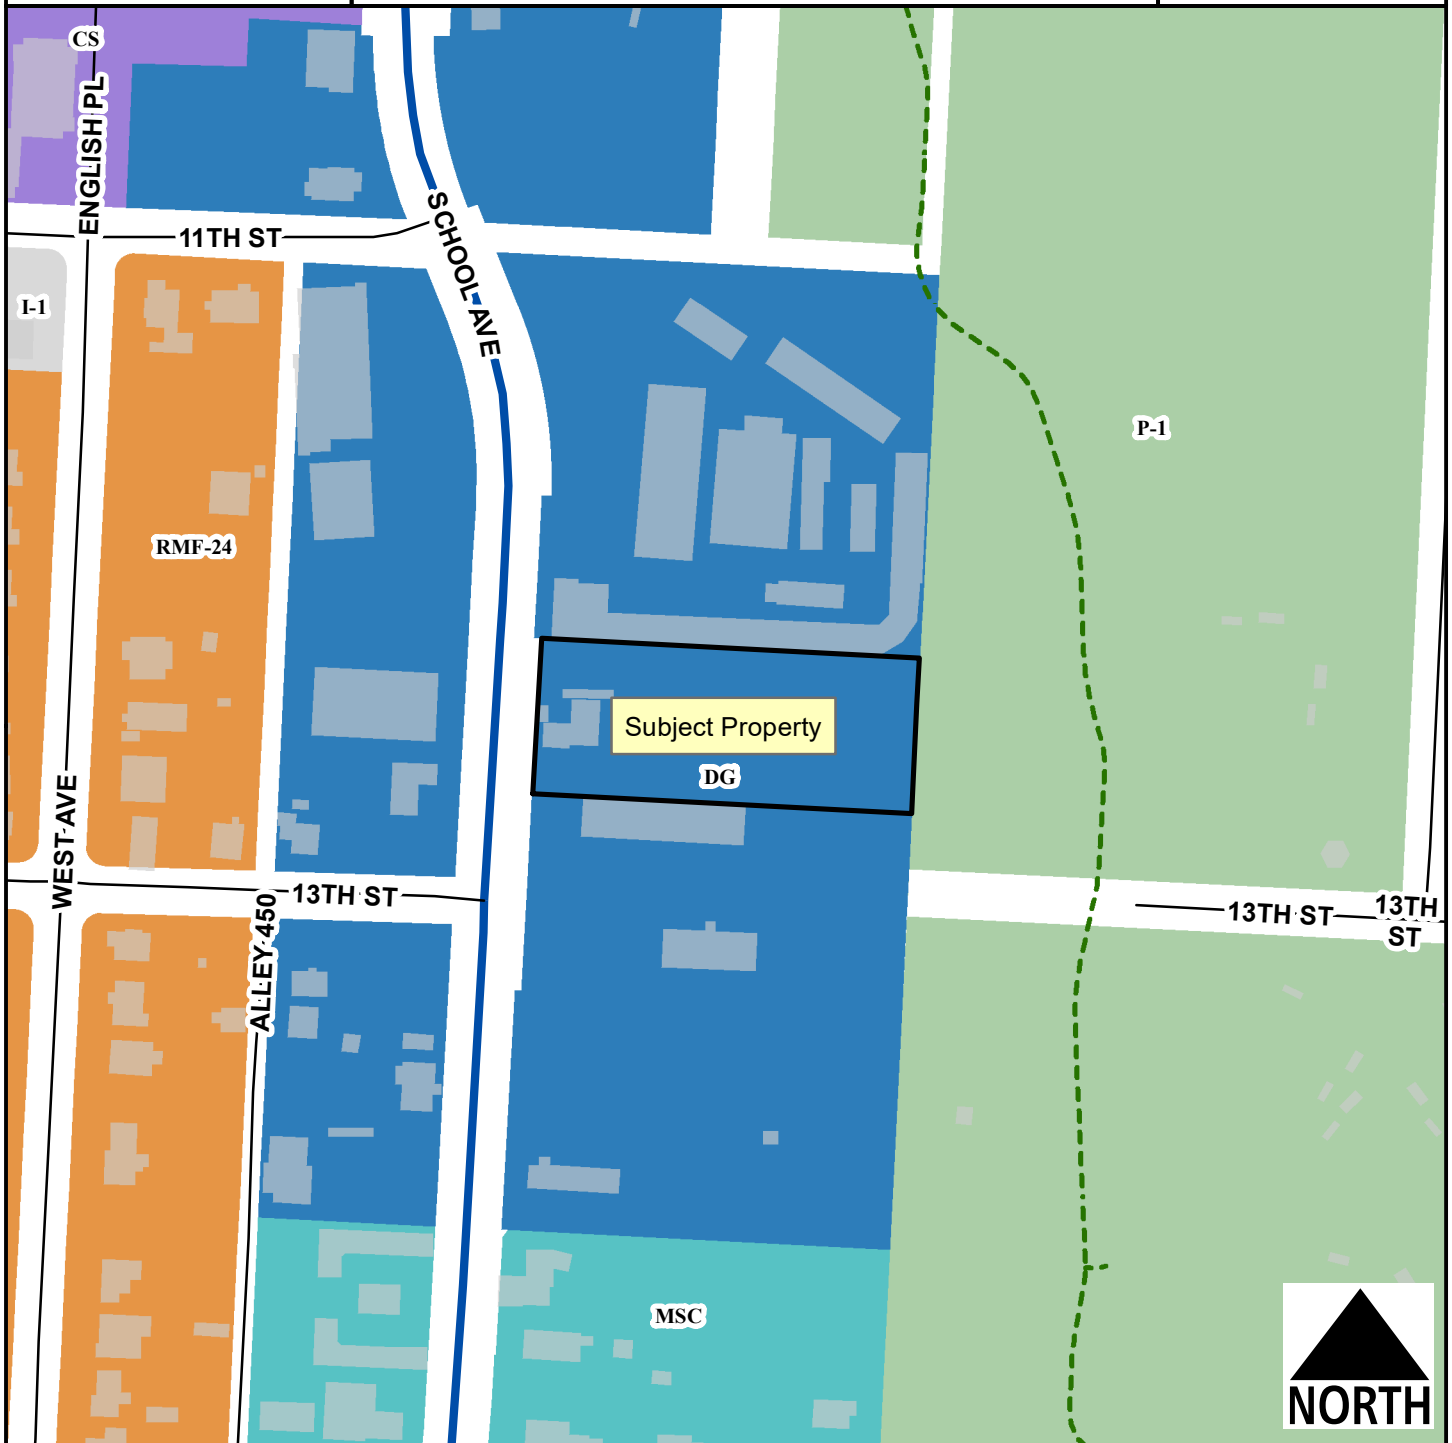 CS
ENGLISH PL
11TH ST
SCHOOL AVE
I-1
P-1
RMF-24
Subject Property
DG
WEST AVE
13TH ST
ALLEY 450
13TH ST
13TH
ST
MSC
NORTH